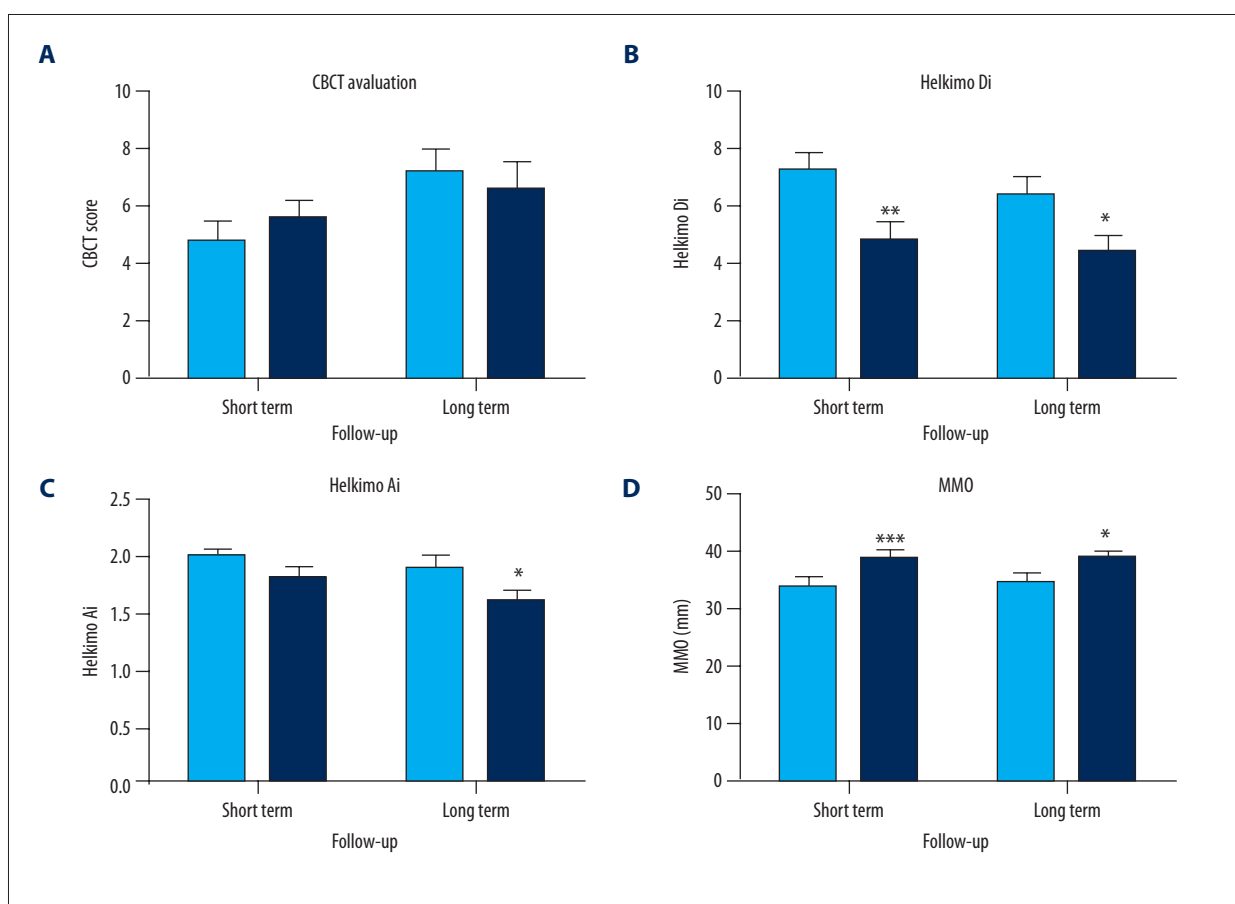 A
CBCT avaluation
10
8
6
4
2
0
CBCT score
Short term
Long term
Follow-up
B
Helkimo Di
10
8
6
4
2
0
Helkimo Di
**
*
Short term
Long term
Follow-up
C
Helkimo Ai
2.5
2.0
1.5
1.0
0.5
0.0
Helkimo Ai
*
Short term
Long term
Follow-up
D
MMO
50
40
30
20
10
0
MMO (mm)
***
*
Short term
Long term
Follow-up